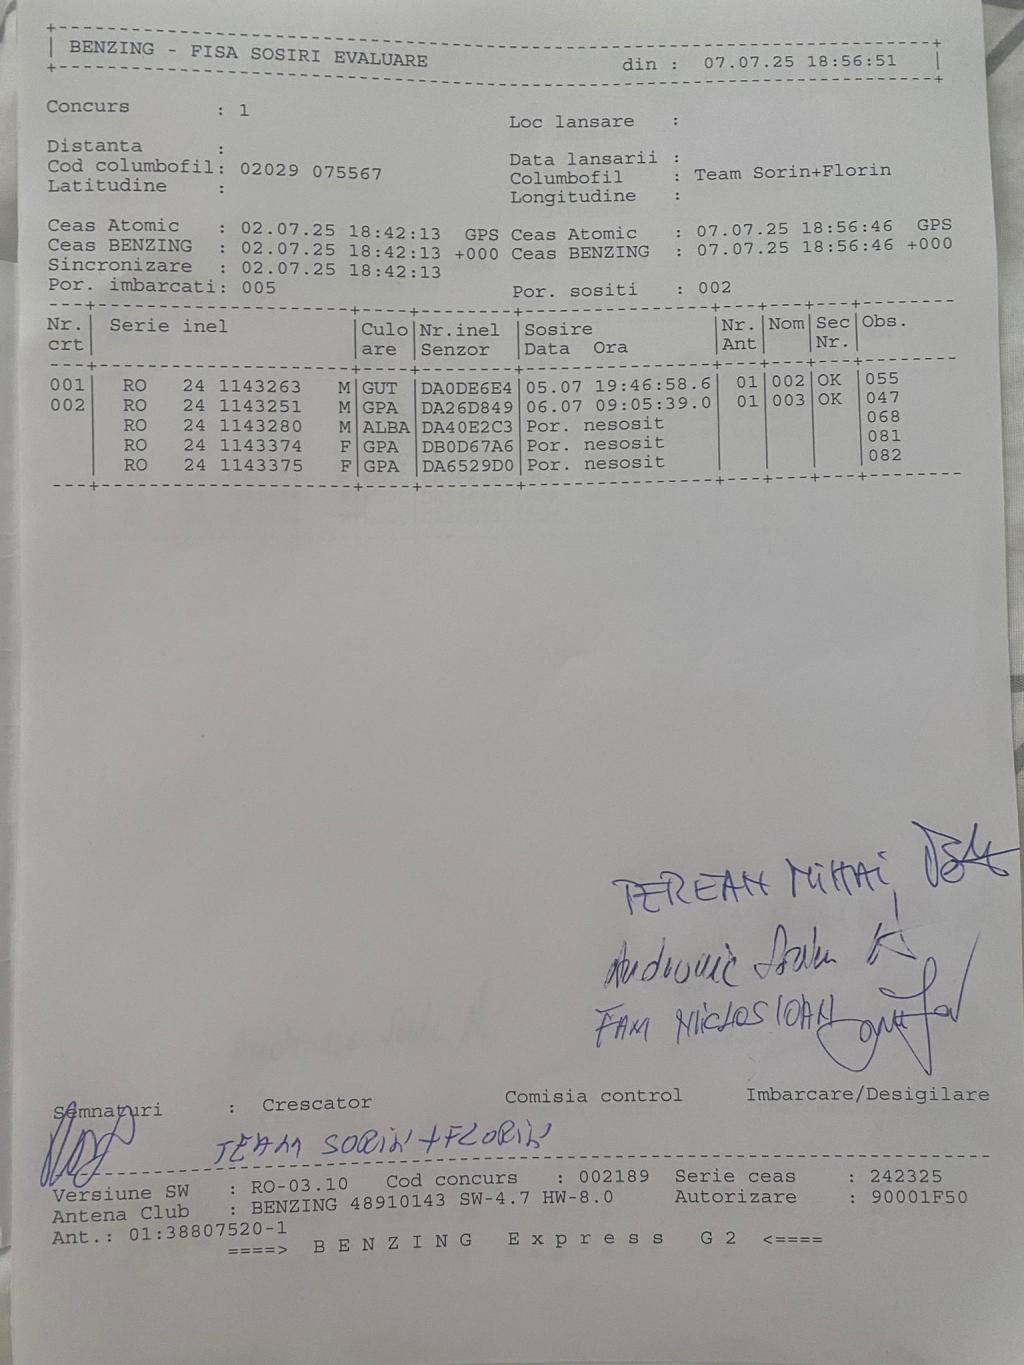 BENZING - FISA SOSIRI EVALUARE din : 07.07.25 18:56:51
Concurs : 1
Loc lansare :
Distanta :
Data lansarii :
Cod columbofil: 02029 075567 Columbofil : Team Sorin+Florin
Latitudine : Longitudine :
Ceas Atomic : 02.07.25 18:42:13 GPS Ceas Atomic : 07.07.25 18:56:46 GPS
Ceas BENZING : 02.07.25 18:42:13 +000 Ceas BENZING : 07.07.25 18:56:46 +000
Sincronizare : 02.07.25 18:42:13
Por. imbarcati: 005 Por. sositi : 002
Nr. Serie inel Culo Nr.inel Sosire Nr. Nom Sec Obs.
crt are Senzor Data Ora Ant Nr.
001 RO 24 1143263 M GUT DA0DE6E4 05.07 19:46:58.6 01 002 OK 055
002 RO 24 1143251 M GPA DA26D849 06.07 09:05:39.0 01 003 OK 047
RO 24 1143280 M ALBA DA40E2C3 Por. nesosit 068
RO 24 1143374 F GPA DB0D67A6 Por. nesosit 081
RO 24 1143375 F GPA DA6529D0 Por. nesosit 082
TEREAN MIHAI
FAM MICLOS IOAN
Semnaturi : Crescator Comisia control Imbarcare/Desigilare
TEAM SORIN+FLORIN
Versiune SW : RO-03.10 Cod concurs : 002189 Serie ceas : 242325
Antena Club : BENZING 48910143 SW-4.7 HW-8.0 Autorizare : 90001F50
Ant.: 01:38807520-1
====> B E N Z I N G E x p r e s s G 2 <====